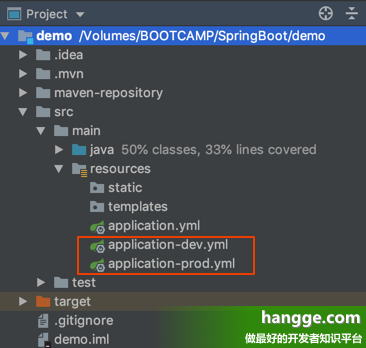 Project
demo /Volumes/BOOTCAMP/SpringBoot/demo
.idea
.mvn
maven-repository
src
main
java 50% classes, 33% lines covered
resources
static
templates
application.yml
application-dev.yml
application-prod.yml
test
target
.gitignore
demo.iml
hangge.com
做最好的开发者知识平台